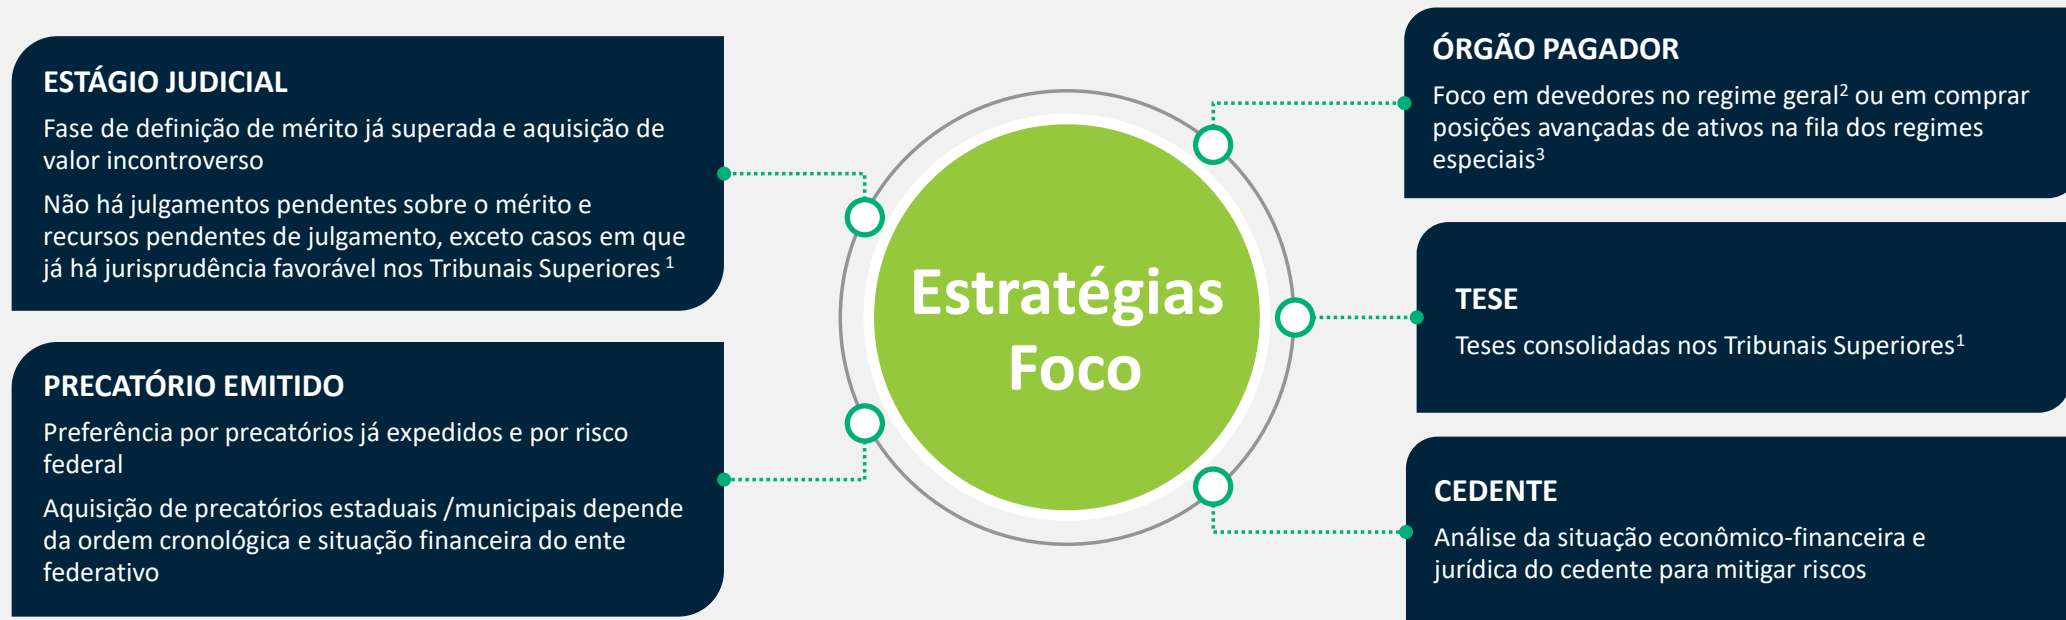 ESTÁGIO JUDICIAL
Fase de definição de mérito já superada e aquisição de
valor incontroverso
Não há julgamentos pendentes sobre o mérito e
recursos pendentes de julgamento, exceto casos em que
já há jurisprudência favorável nos Tribunais Superiores ¹
PRECATÓRIO EMITIDO
Preferência por precatórios já expedidos e por risco
federal
Aquisição de precatórios estaduais /municipais depende
da ordem cronológica e situação financeira do ente
federativo
Estratégias
Foco
ÓRGÃO PAGADOR
Foco em devedores no regime geral² ou em comprar
posições avançadas de ativos na fila dos regimes
especiais³
TESE
Teses consolidadas nos Tribunais Superiores¹
CEDENTE
Análise da situação econômico-financeira e
jurídica do cedente para mitigar riscos